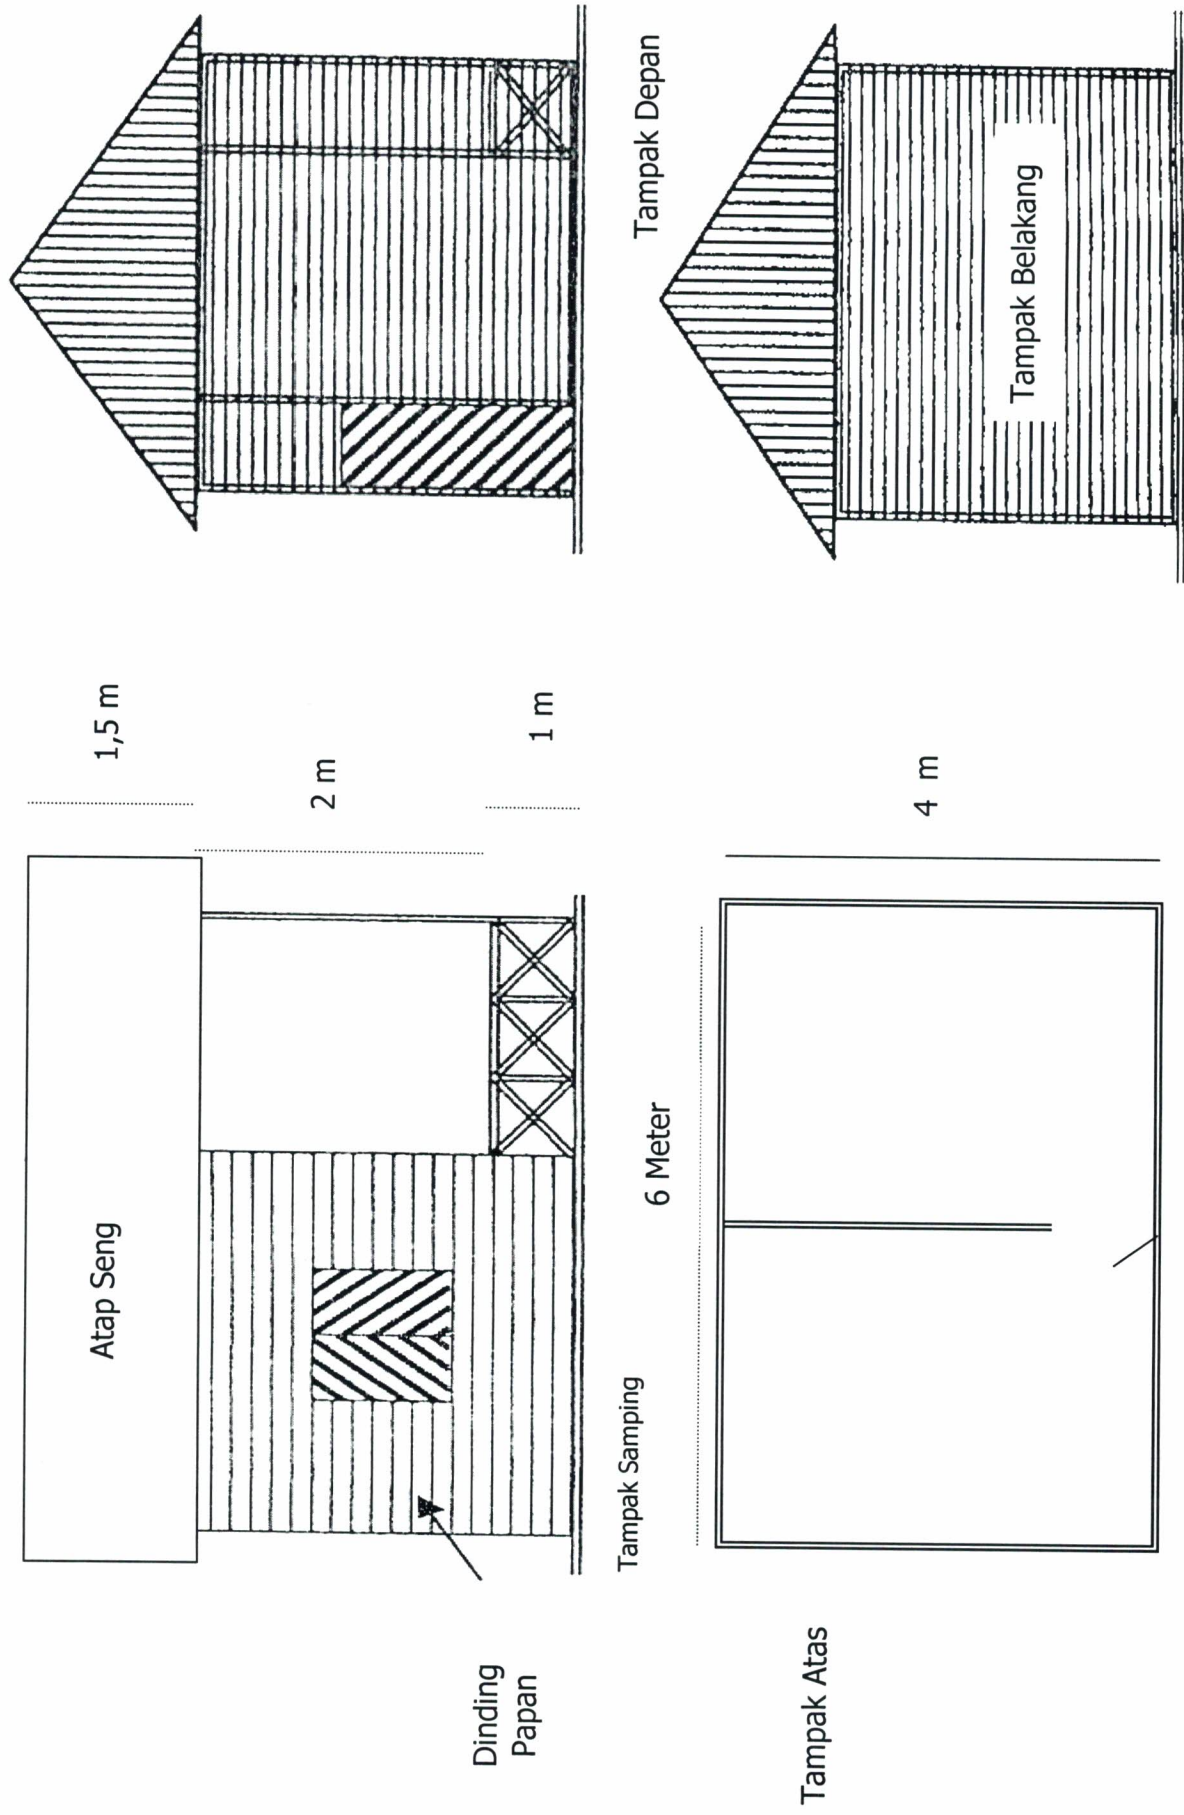 Atap Seng
1,5 m
2 m
1 m
Dinding
Papan
Tampak Samping
Tampak Depan
6 Meter
4 m
Tampak Atas
Tampak Belakang